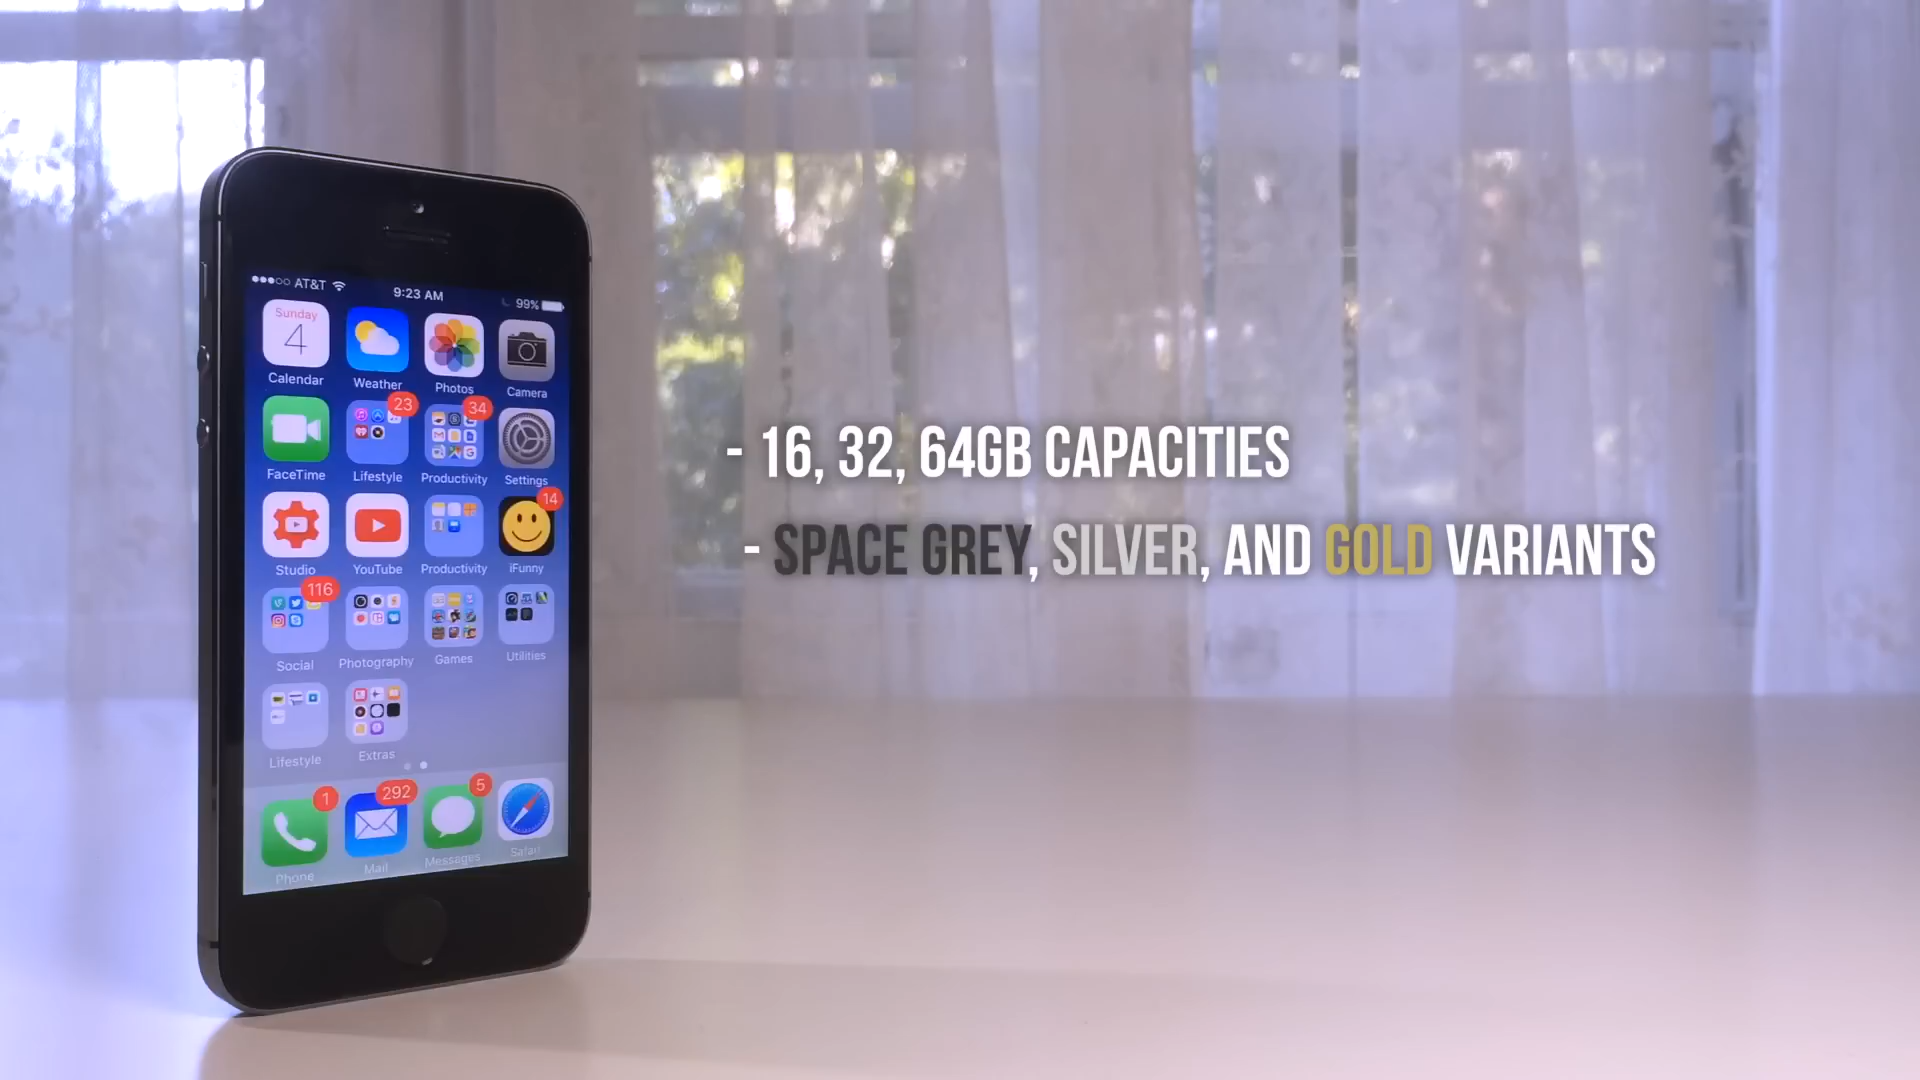 AT&T 9:23 AM 99%
Sunday
4
Calendar Weather Photos Camera
23 34
FaceTime Lifestyle Productivity Settings
14
Studio YouTube Productivity iFunny
116
Social Photography Games Utilities
Lifestyle Extras
1 292 5
Phone Mail Messages Safari
- 16, 32, 64GB CAPACITIES
- SPACE GREY, SILVER, AND GOLD VARIANTS